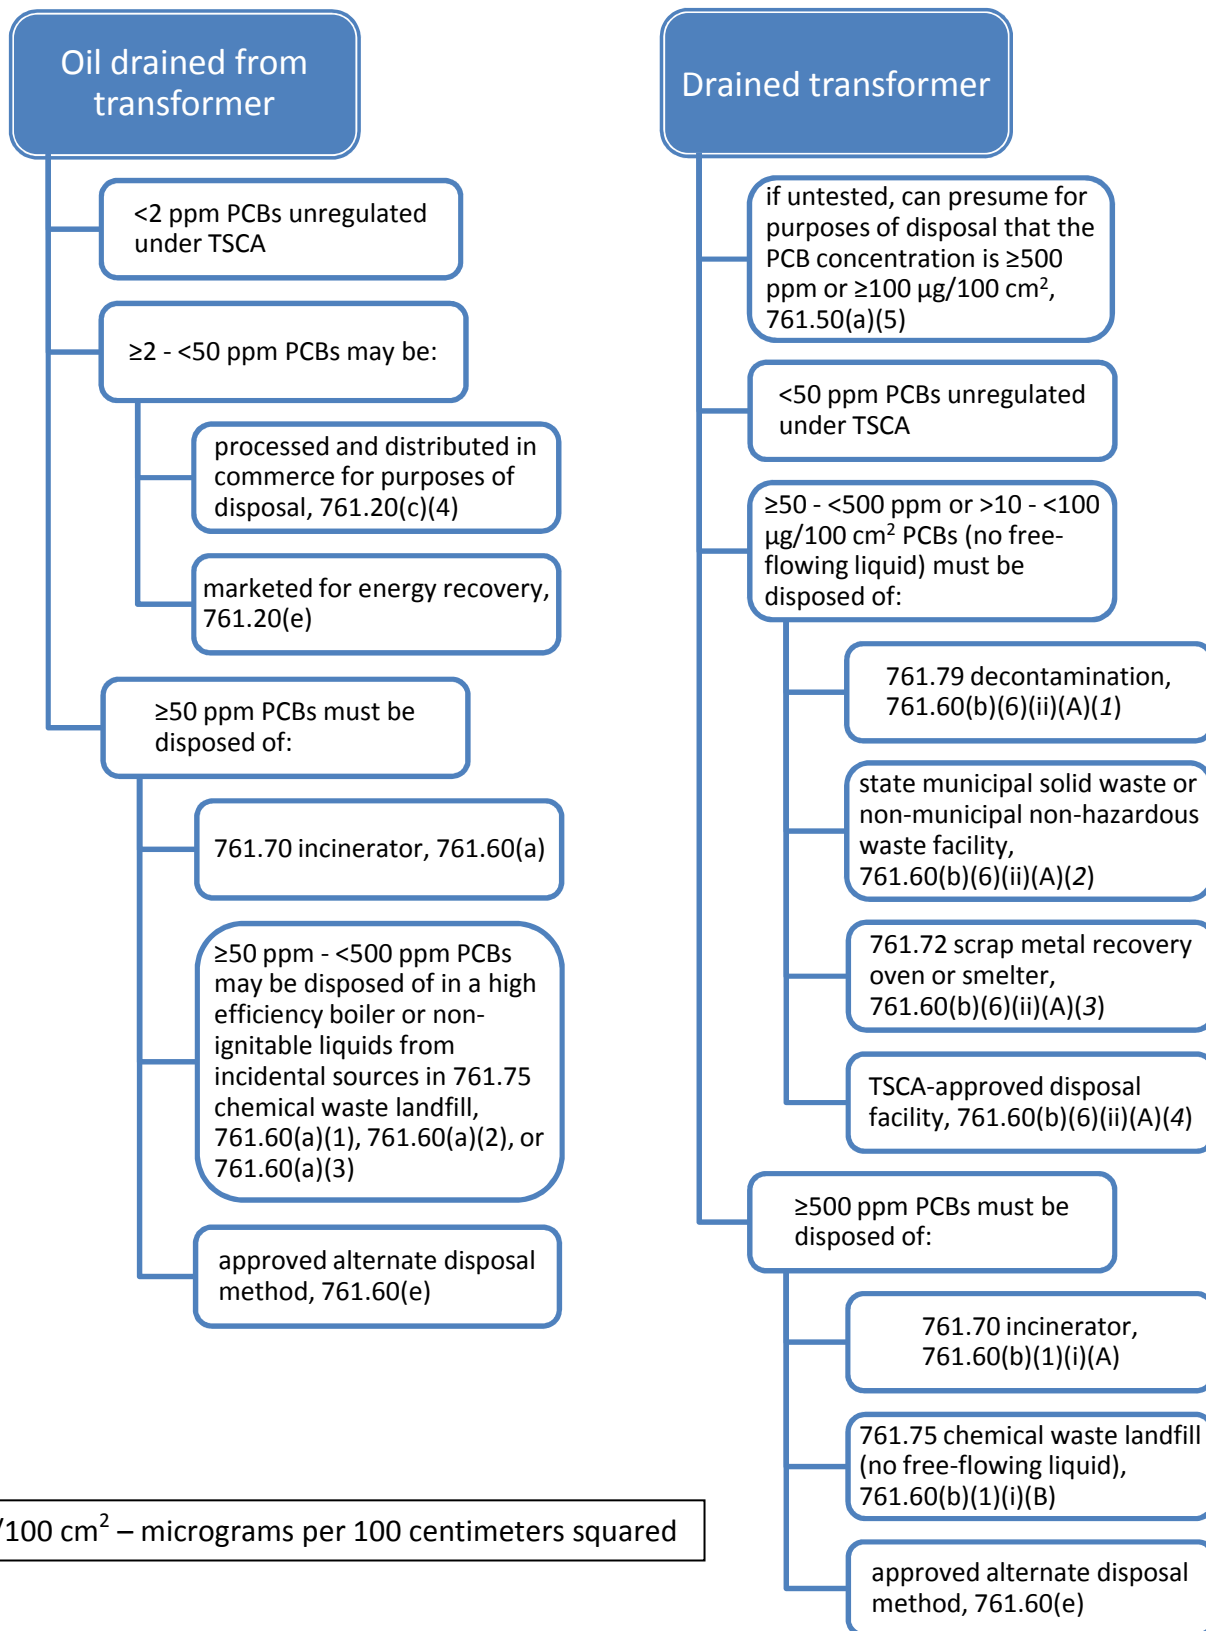 Oil drained from
transformer
<2 ppm PCBs unregulated
under TSCA
≥2 - <50 ppm PCBs may be:
processed and distributed in
commerce for purposes of
disposal, 761.20(c)(4)
marketed for energy recovery,
761.20(e)
≥50 ppm PCBs must be
disposed of:
761.70 incinerator, 761.60(a)
≥50 ppm - <500 ppm PCBs
may be disposed of in a high
efficiency boiler or non-
ignitable liquids from
incidental sources in 761.75
chemical waste landfill,
761.60(a)(1), 761.60(a)(2), or
761.60(a)(3)
approved alternate disposal
method, 761.60(e)
Drained transformer
if untested, can presume for
purposes of disposal that the
PCB concentration is ≥500
ppm or ≥100 µg/100 cm²,
761.50(a)(5)
<50 ppm PCBs unregulated
under TSCA
≥50 - <500 ppm or >10 - <100
µg/100 cm² PCBs (no free-
flowing liquid) must be
disposed of:
761.79 decontamination,
761.60(b)(6)(ii)(A)(1)
state municipal solid waste or
non-municipal non-hazardous
waste facility,
761.60(b)(6)(ii)(A)(2)
761.72 scrap metal recovery
oven or smelter,
761.60(b)(6)(ii)(A)(3)
TSCA-approved disposal
facility, 761.60(b)(6)(ii)(A)(4)
≥500 ppm PCBs must be
disposed of:
761.70 incinerator,
761.60(b)(1)(i)(A)
761.75 chemical waste landfill
(no free-flowing liquid),
761.60(b)(1)(i)(B)
approved alternate disposal
method, 761.60(e)
/100 cm² – micrograms per 100 centimeters squared